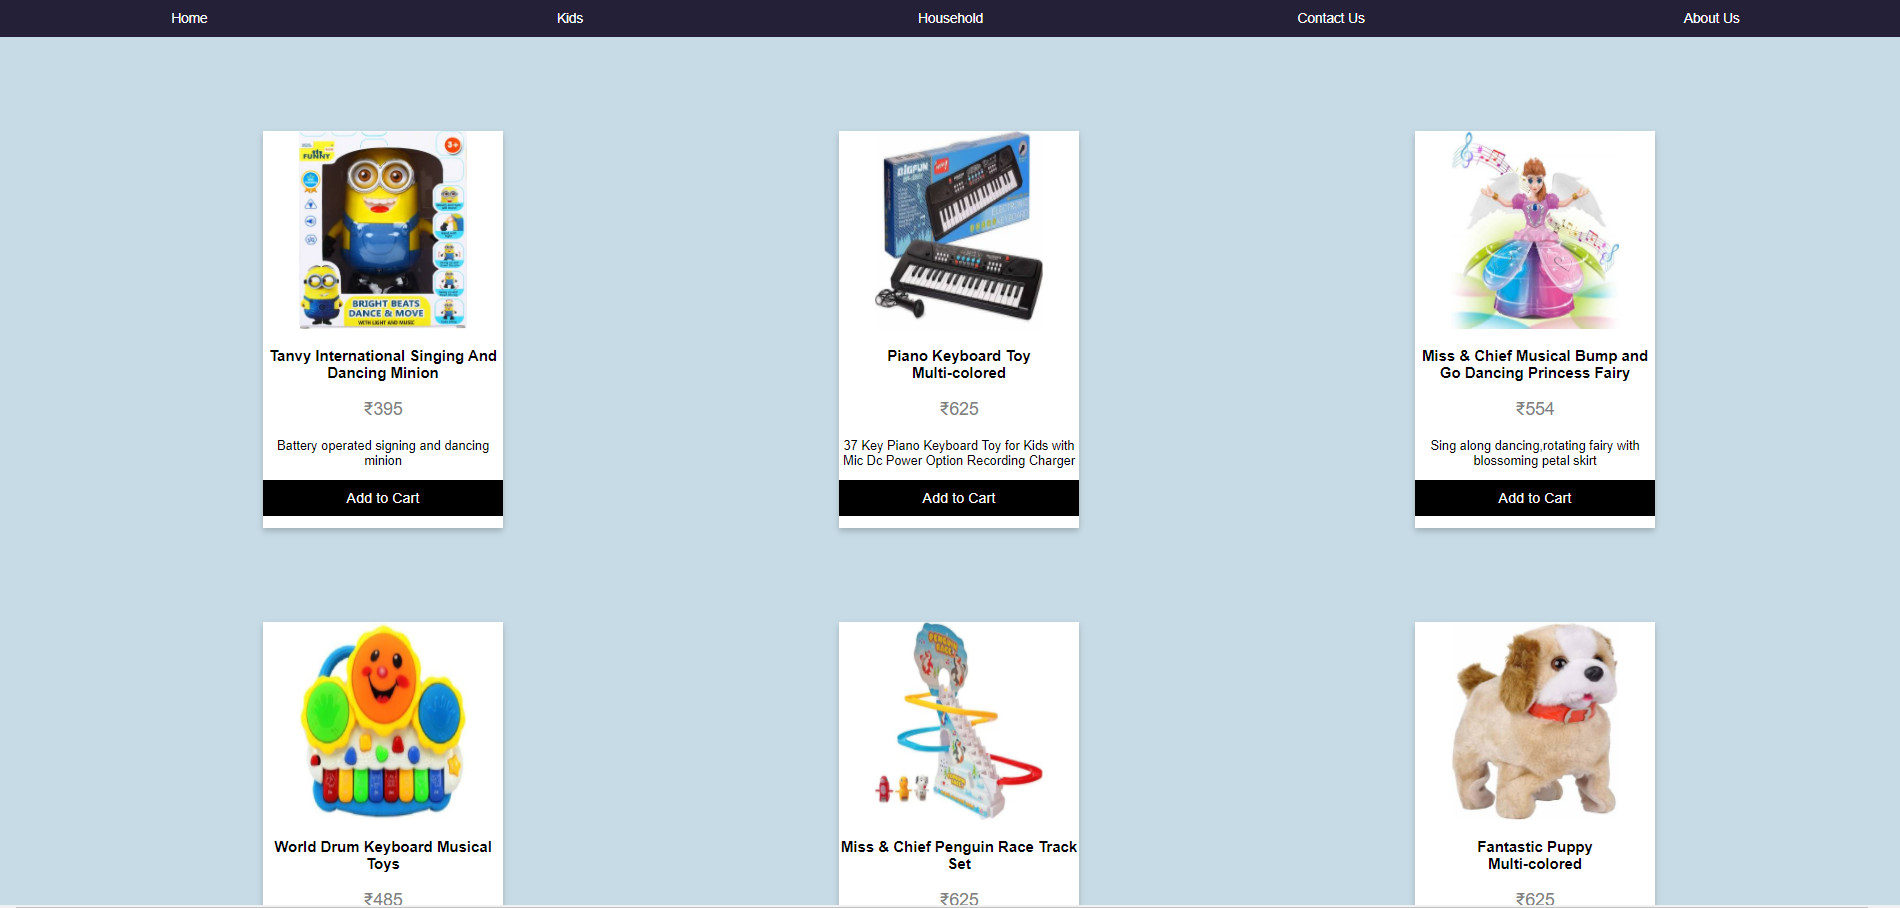 Home
Kids
Household
Contact Us
About Us
FUNNY
3+
BRIGHT BEATS
DANCE & MOVE
WITH LIGHT AND MUSIC
BIGFUN
Tanvy International Singing And
Dancing Minion
₹395
Battery operated signing and dancing
minion
Add to Cart
Piano Keyboard Toy
Multi-colored
₹625
37 Key Piano Keyboard Toy for Kids with
Mic Dc Power Option Recording Charger
Add to Cart
Miss & Chief Musical Bump and
Go Dancing Princess Fairy
₹554
Sing along dancing,rotating fairy with
blossoming petal skirt
Add to Cart
PENGUIN
RACE
World Drum Keyboard Musical
Toys
₹485
Miss & Chief Penguin Race Track
Set
₹625
Fantastic Puppy
Multi-colored
₹625